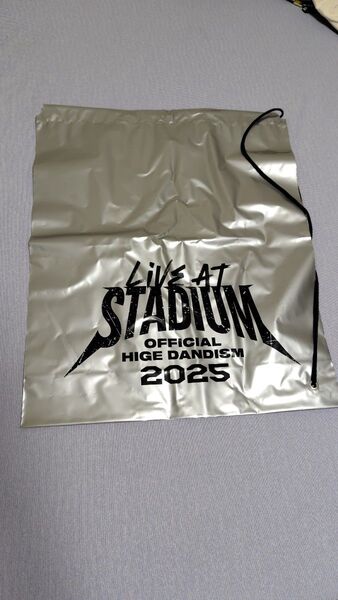 LiVE AT
STADIUM
OFFICIAL
HIGE DANDISM
2025